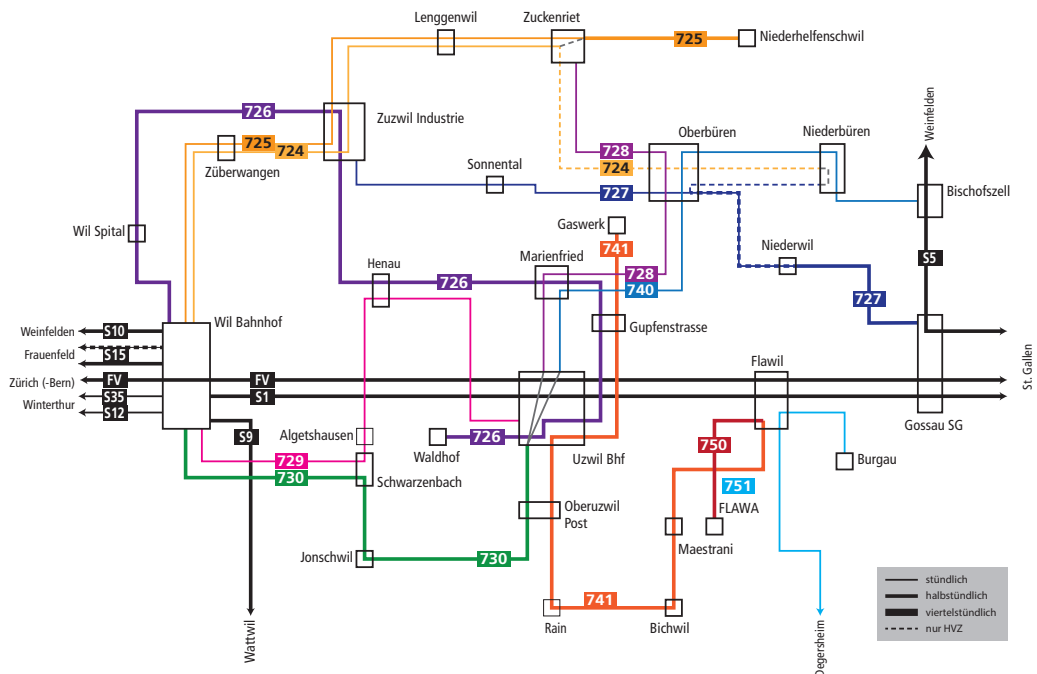 Lenggenwil
Zuckenriet
725
Niederhelfenschwil
726
Zuzwil Industrie
725
724
Züberwangen
Oberbüren
Niederbüren
Weinfelden
728
724
Sonnental
727
Bischofszell
Wil Spital
Gaswerk
741
Niederwil
S5
Marienfried
Henau
728
726
740
727
Wil Bahnhof
Gupfenstrasse
Weinfelden
S10
Frauenfeld
S15
Flawil
St. Gallen
Zürich (-Bern)
FV
FV
S35
S1
Winterthur
S12
Gossau SG
S9
Algetshausen
726
Waldhof
Uzwil Bhf
750
Burgau
729
730
Schwarzenbach
751
FLAWA
Oberuzwil
Post
Maestrani
Jonschwil
730
741
Rain
Bichwil
Wattwil
Degersheim
stündlich
halbstündlich
viertelstündlich
nur HVZ